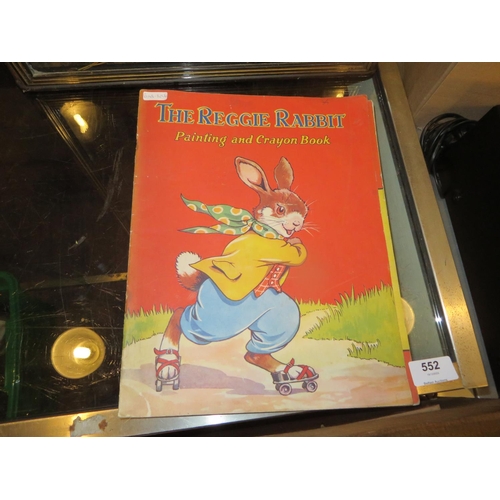 THE REGGIE RABBIT
Painting and Crayon Book
552